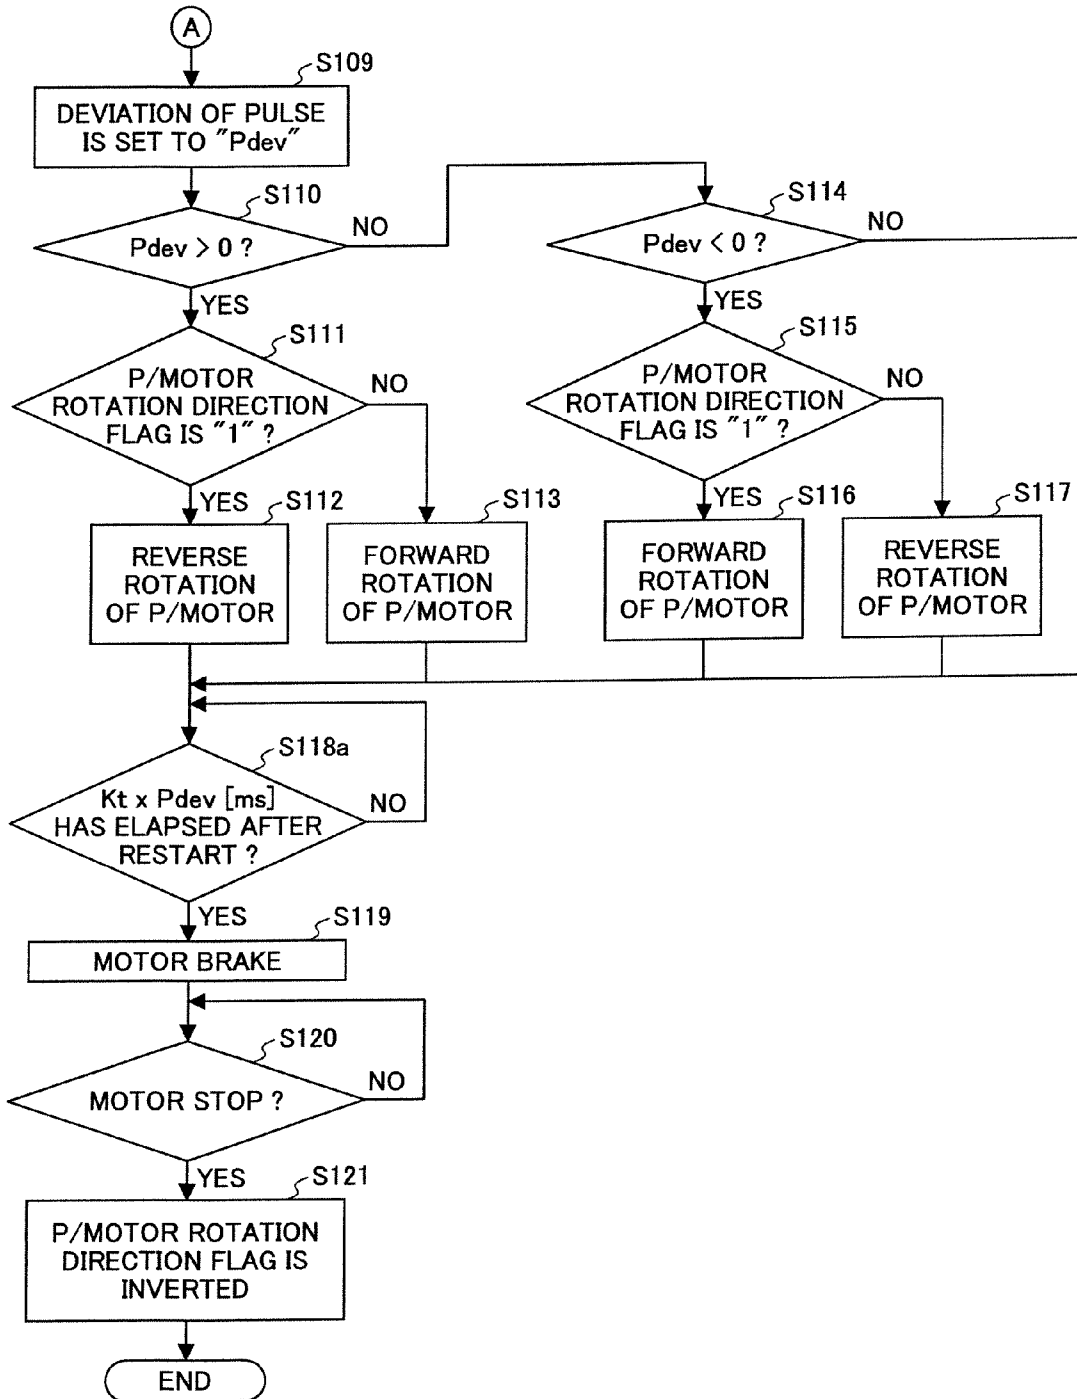 A
S109
DEVIATION OF PULSE
IS SET TO "Pdev"
S110
Pdev > 0 ?
NO
YES
S114
Pdev < 0 ?
NO
YES
S111
P/MOTOR
ROTATION DIRECTION
FLAG IS "1" ?
NO
YES
S115
P/MOTOR
ROTATION DIRECTION
FLAG IS "1" ?
NO
YES
S112
REVERSE
ROTATION
OF P/MOTOR
S113
FORWARD
ROTATION
OF P/MOTOR
S116
FORWARD
ROTATION
OF P/MOTOR
S117
REVERSE
ROTATION
OF P/MOTOR
S118a
Kt x Pdev [ms]
HAS ELAPSED AFTER
RESTART ?
NO
YES
S119
MOTOR BRAKE
S120
MOTOR STOP ?
NO
YES
S121
P/MOTOR ROTATION
DIRECTION FLAG IS
INVERTED
END